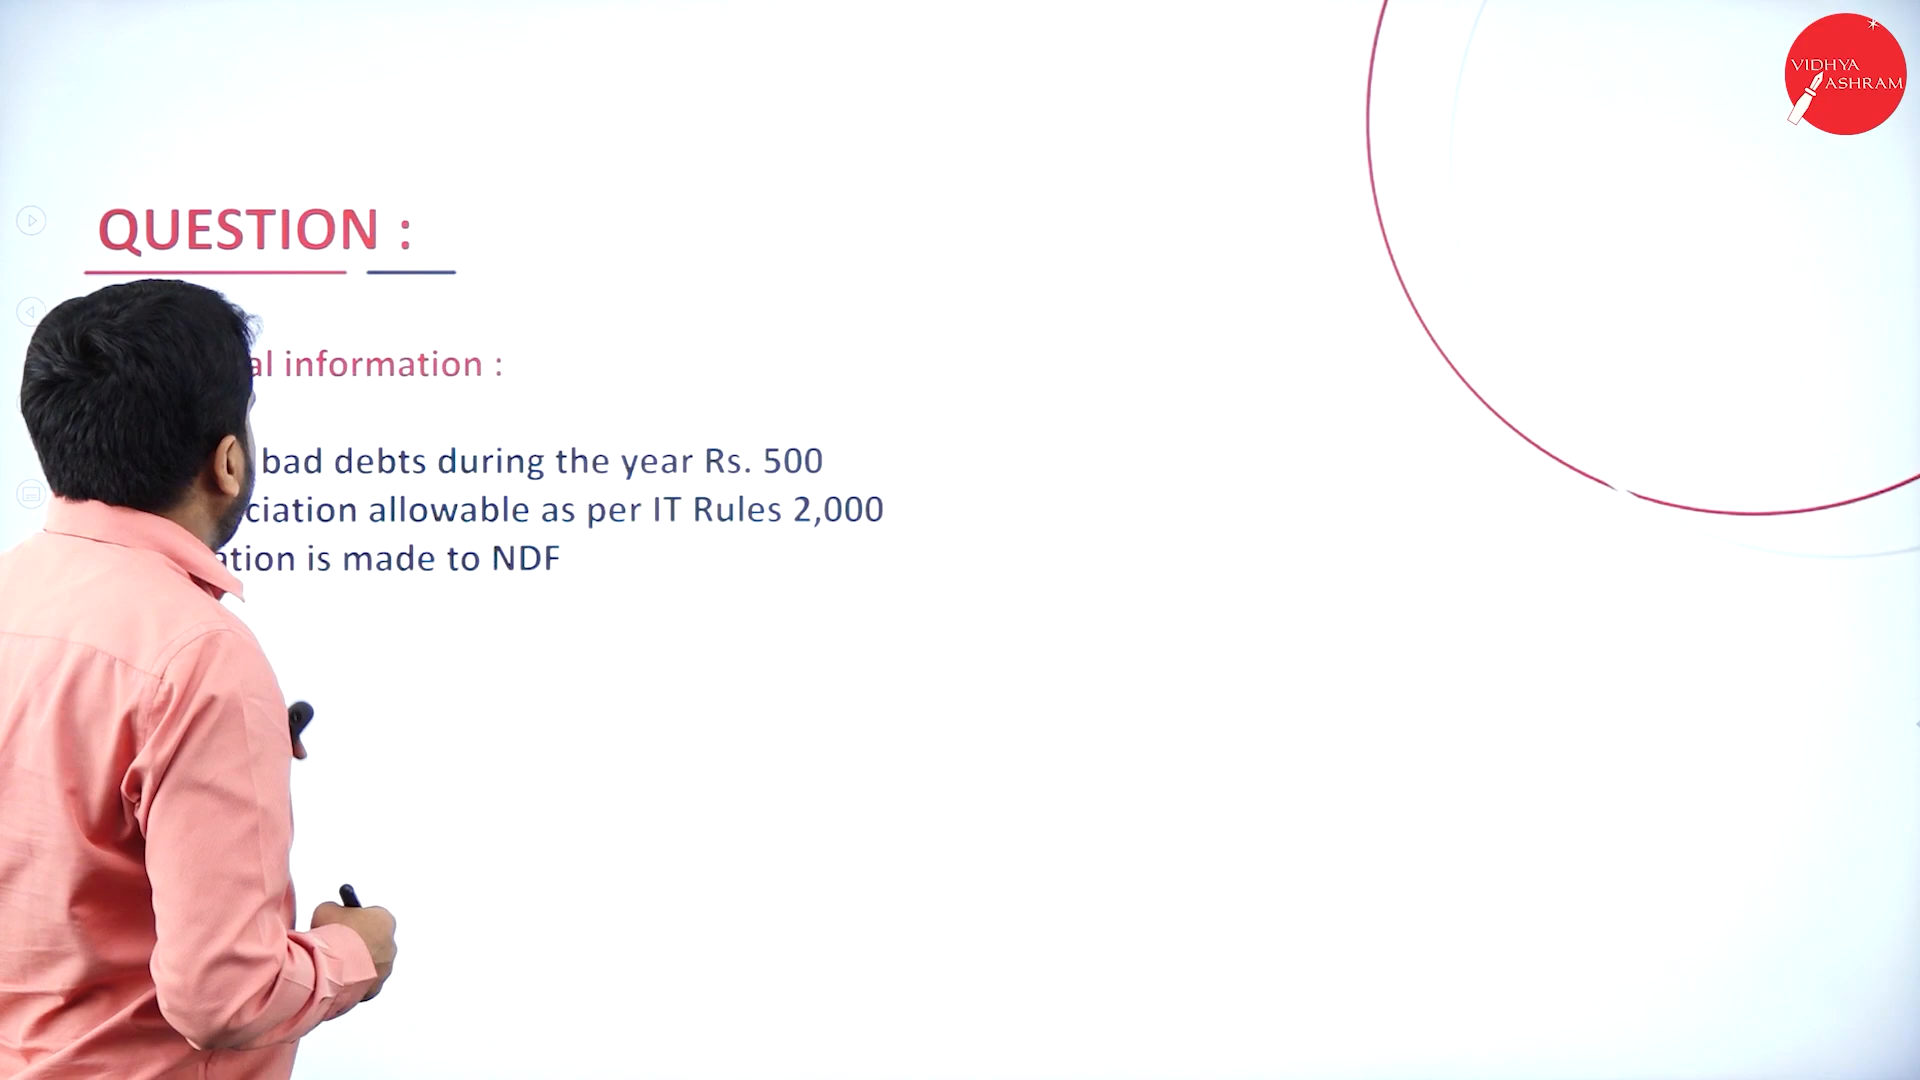 VIDHYA
ASHRAM
QUESTION :
al information :
bad debts during the year Rs. 500
ciation allowable as per IT Rules 2,000
ation is made to NDF